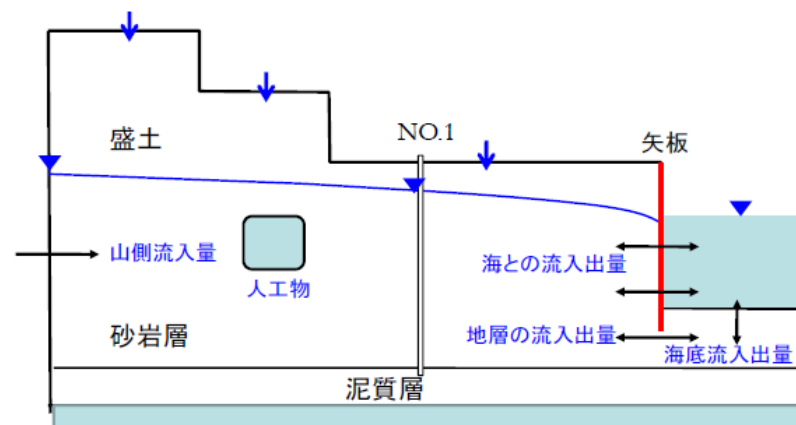 盛土
NO.1
矢板
山側流入量
人工物
海との流入出量
砂岩層
地層の流入出量
海底流入出量
泥質層